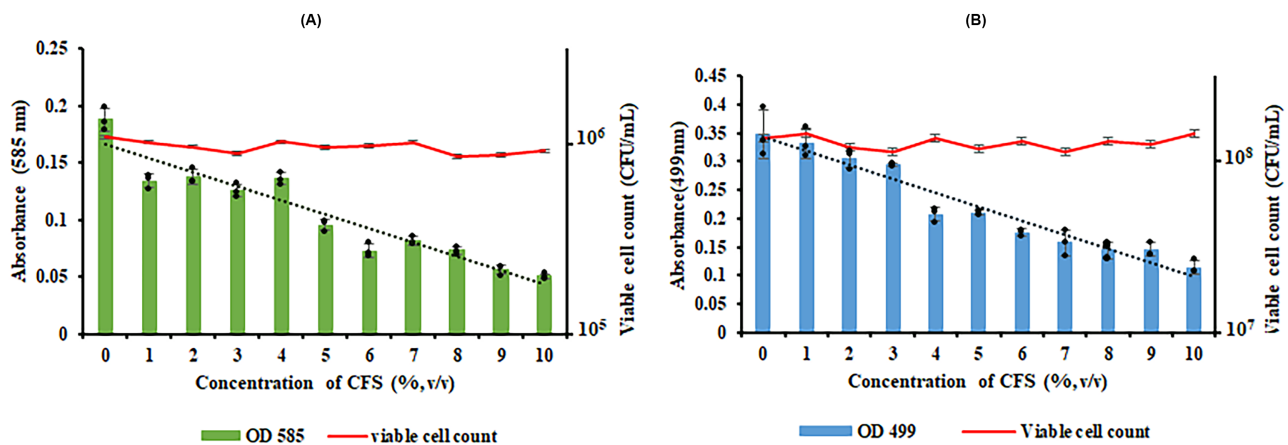 (A)
Absorbance (585 nm)
0.25
0.2
0.15
0.1
0.05
0
10⁶
10⁵
Viable cell count (CFU/mL)
0 1 2 3 4 5 6 7 8 9 10
Concentration of CFS (%, v/v)
OD 585 viable cell count
(B)
Absorbance(499nm)
0.45
0.4
0.35
0.3
0.25
0.2
0.15
0.1
0.05
0
10⁸
10⁷
Viable cell count (CFU/mL)
0 1 2 3 4 5 6 7 8 9 10
Concentration of CFS (%, v/v)
OD 499 Viable cell count